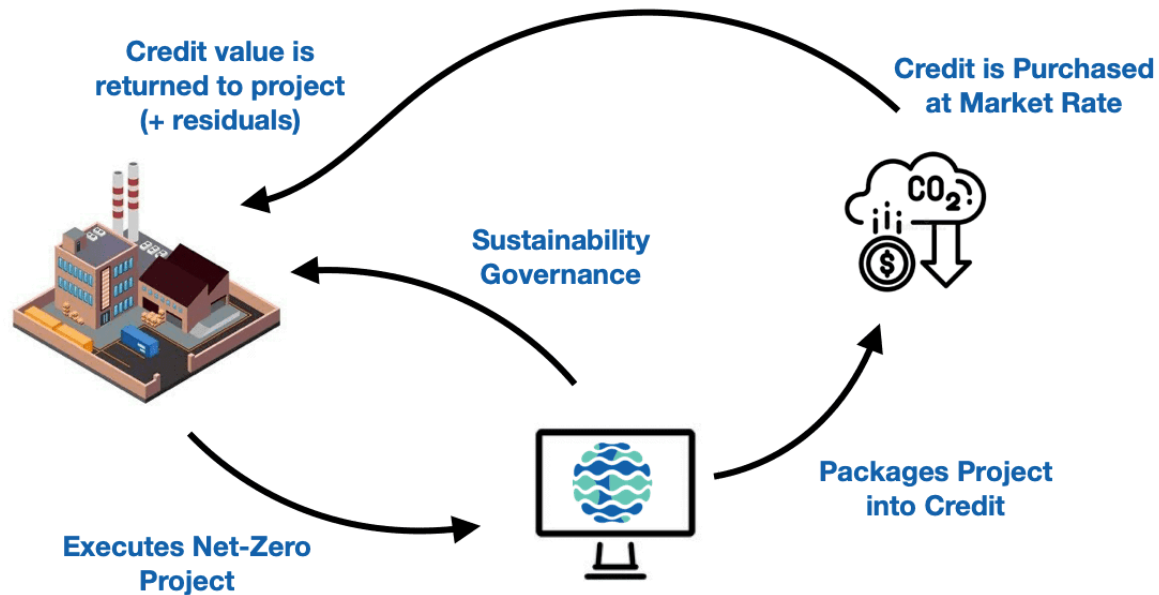 Credit value is
returned to project
(+ residuals)
Credit is Purchased
at Market Rate
CO2
$
Sustainability
Governance
Packages Project
into Credit
Executes Net-Zero
Project